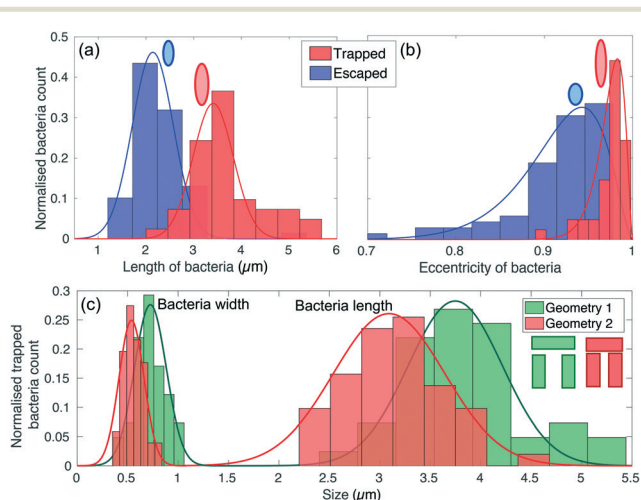 (a)
(b)
Trapped
Escaped
Normalised bacteria count
0.5
0.4
0.3
0.2
0.1
0
1
2
3
4
5
6
Length of bacteria (µm)
0.7
0.8
0.9
1
Eccentricity of bacteria
(c)
Bacteria width
Bacteria length
Geometry 1
Geometry 2
Normalised trapped
bacteria count
0.3
0.25
0.2
0.15
0.1
0.05
0
0
0.5
1
1.5
2
2.5
3
3.5
4
4.5
5
5.5
Size (µm)